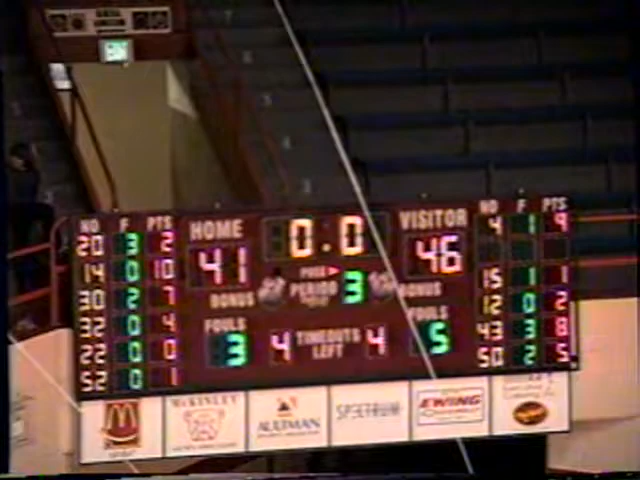 EXIT
NO F PTS
20 3 2
14 0 10
30 2 7
32 0 4
22 0 0
52 0 1
HOME
41
0.0
VISITOR
46
BONUS
PERIOD
3
BONUS
FOULS
3
4 TIMEOUTS LEFT 4
FOULS
5
NO F PTS
4 1 9
15 1 1
12 0 2
43 3 8
50 2 5
McKINLEY
AULTMAN
SPECTRUM
EWING